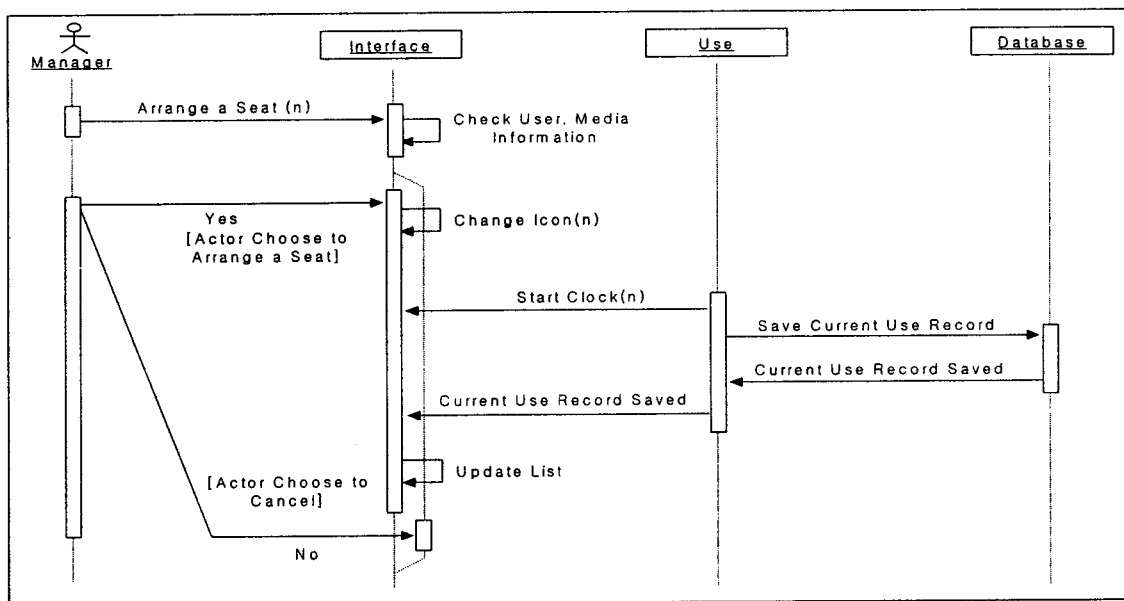 Manager
Interface
Use
Database
Arrange a Seat (n)
Check User, Media
Information
Yes
[Actor Choose to
Arrange a Seat]
Change Icon(n)
Start Clock(n)
Save Current Use Record
Current Use Record Saved
Current Use Record Saved
Update List
[Actor Choose to
Cancel]
No